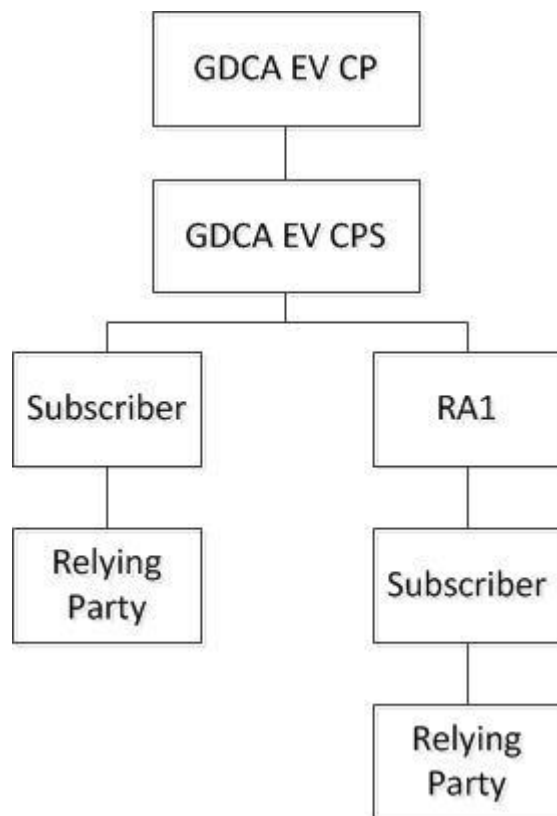 GDCA EV CP
GDCA EV CPS
Subscriber
RA1
Relying
Party
Subscriber
Relying
Party